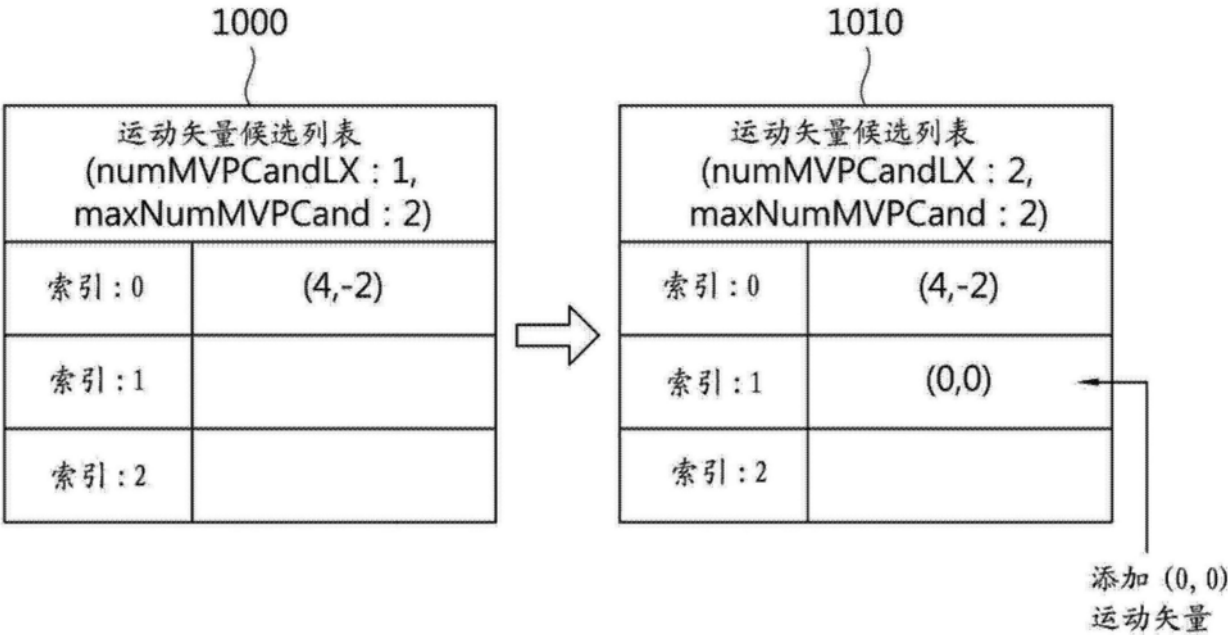 1000
运动矢量候选列表
(numMVPCandLX : 1,
maxNumMVPCand : 2)
索引 : 0
(4,-2)
索引 : 1
索引 : 2
1010
运动矢量候选列表
(numMVPCandLX : 2,
maxNumMVPCand : 2)
索引 : 0
(4,-2)
索引 : 1
(0,0)
索引 : 2
添加 (0, 0)
运动矢量